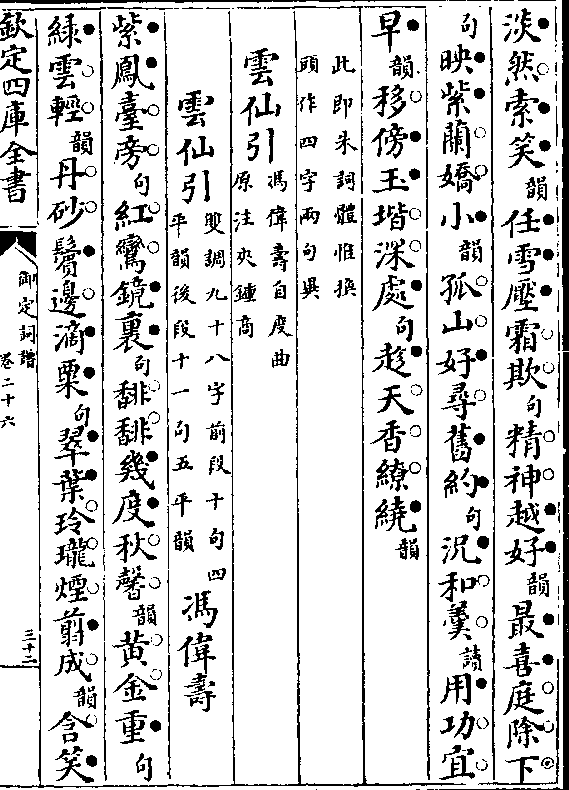 淡然索笑韻任雪壓霜欺句精神越好韻最喜庭除下
句映紫蘭嬌小韻孤山好尋舊約句況和羮讀用功宜
早韻移傍玉堦深處句趁天香繚繞韻
此即朱詞體惟換
頭作四字兩句異
雲仙引馮偉壽自度曲
原注夾鍾商
雲仙引雙調九十八字前段十句四
平韻後段十一句五平韻 馮偉壽
紫鳳臺旁句紅鸞鏡裏句馡馡幾度秋馨韻黄金重句
緑雲輕韻丹砂鬢邊滴粟句翠葉玲瓏煙剪成韻含笑
欽定四庫全書 御定詞譜 卷二十六 三十二